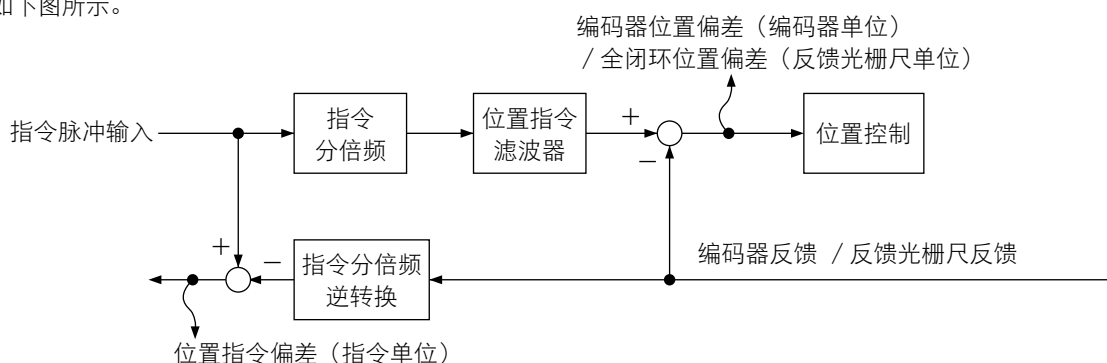 如下图所示。
编码器位置偏差（编码器单位）
/ 全闭环位置偏差（反馈光栅尺单位）
指令脉冲输入
指令
分倍频
位置指令
滤波器
+
−
位置控制
+
−
指令分倍频
逆转换
编码器反馈 / 反馈光栅尺反馈
位置指令偏差（指令单位）